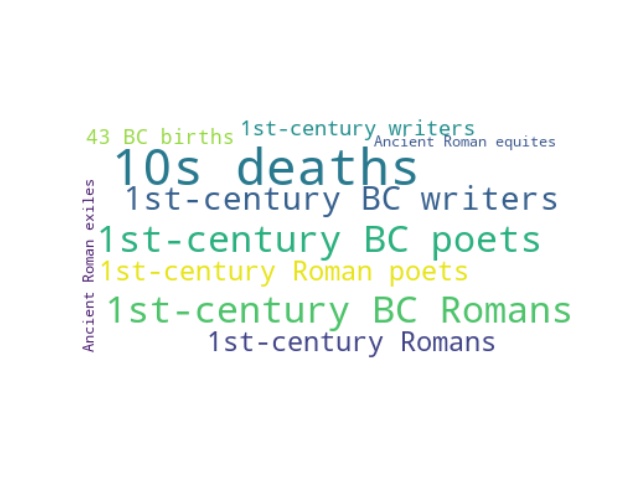 43 BC births
1st-century writers
Ancient Roman equites
10s deaths
1st-century BC writers
1st-century BC poets
1st-century Roman poets
1st-century BC Romans
1st-century Romans
Ancient Roman exiles